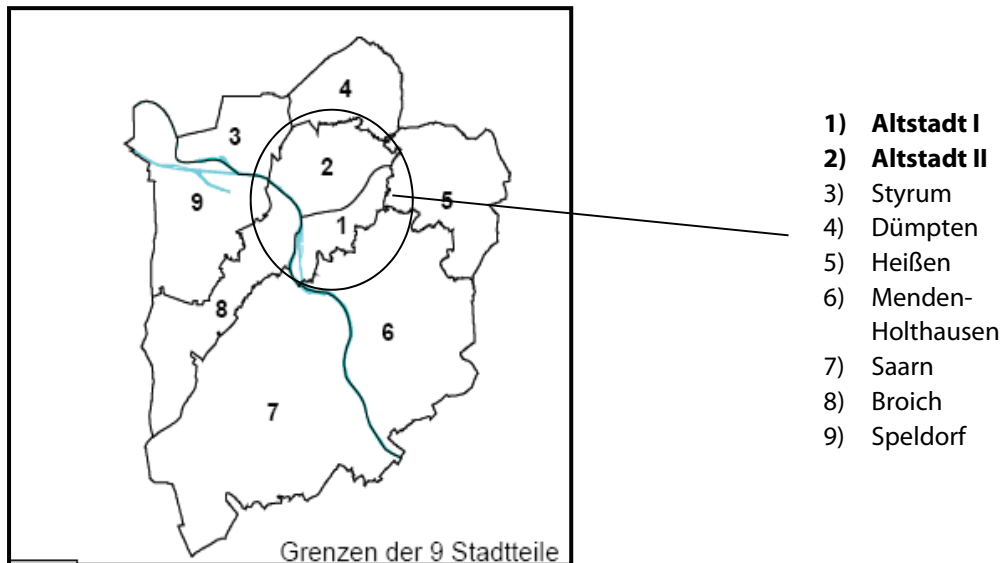 4
3
2
5
9
1
8
6
7
Grenzen der 9 Stadtteile
1) Altstadt I
2) Altstadt II
3) Styrum
4) Dümpten
5) Heißen
6) Menden-
Holthausen
7) Saarn
8) Broich
9) Speldorf